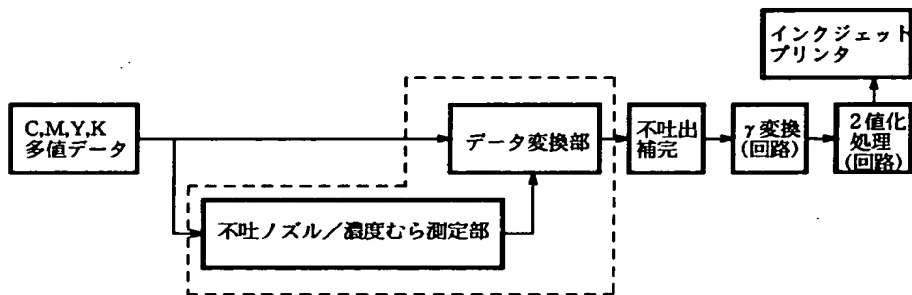 インクジェット
プリンタ
C,M,Y,K
多値データ
データ変換部
不吐出
補完
γ変換
(回路)
2値化
処理
(回路)
不吐ノズル／濃度むら測定部